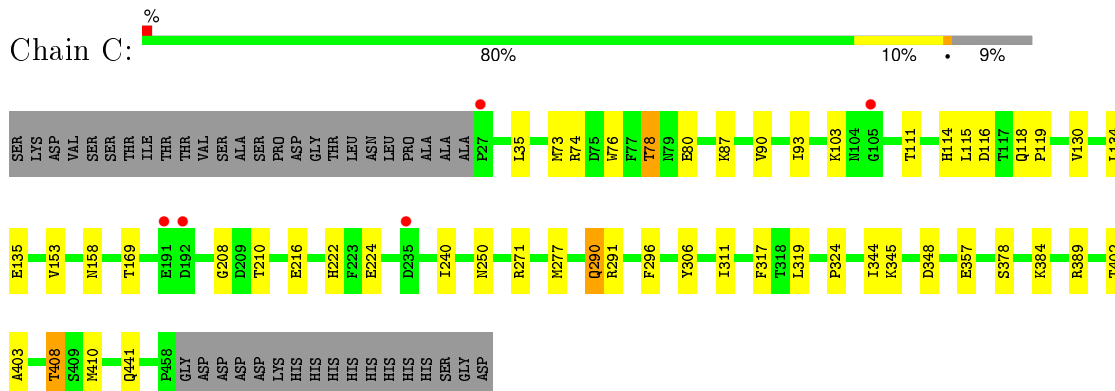 %
Chain C:
80% 10% • 9%
SER LYS ASP VAL SER SER THR ILE THR THR VAL SER ALA SER PRO ASP GLY THR LEU ASN LEU PRO ALA ALA ALA P27 L35 M73 R74 D75 W76 F77 T78 N79 E80 K87 V90 I93 K103 N104 G105 T111 H114 L115 D116 T117 Q118 P119 V130 L134
E135 V153 N158 T169 E191 D192 G208 D209 T210 E216 H222 F223 E224 D235 I240 N250 R271 M277 Q290 R291 F296 Y306 I311 F317 T318 L319 P324 I344 K345 D348 E357 S378 K384 R389 T402
A403 T408 S409 M410 Q441 P458 GLY ASP ASP ASP ASP LYS HIS HIS HIS HIS HIS HIS HIS SER GLY ASP